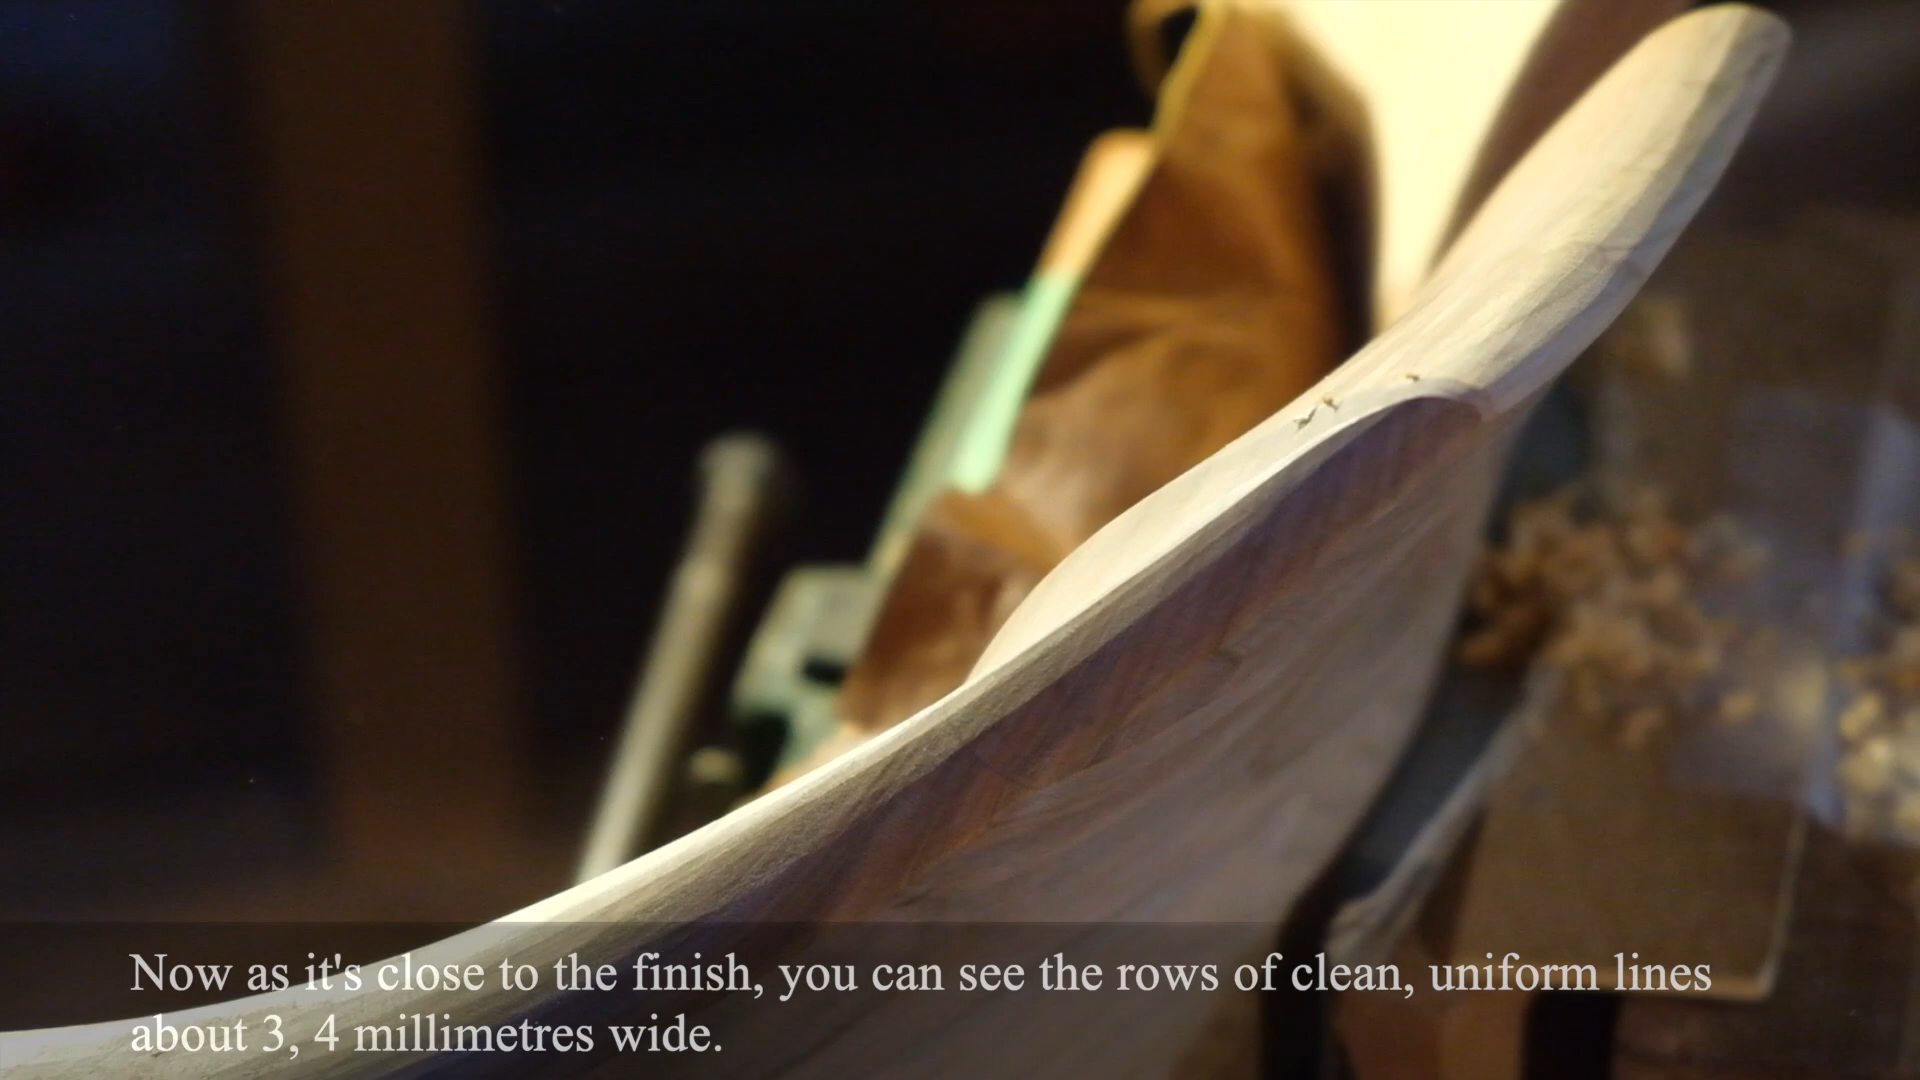 Now as it's close to the finish, you can see the rows of clean, uniform lines
about 3, 4 millimetres wide.